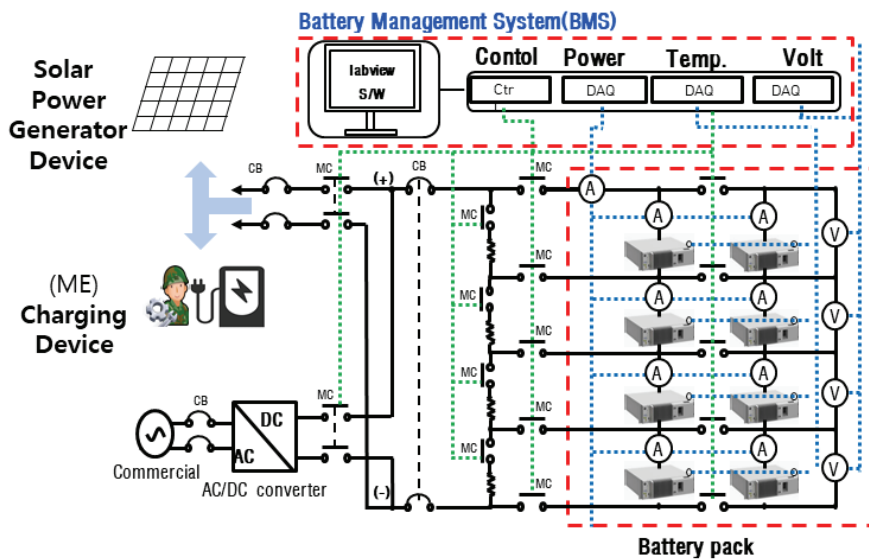 Battery Management System(BMS)
Contol Power Temp. Volt
labview
S/W
Ctr
DAQ
DAQ
DAQ
Solar
Power
Generator
Device
CB
MC
(+)
CB
MC
A
MC
A
A
V
MC
(ME)
Charging
Device
MC
A
A
V
MC
MC
A
A
V
MC
MC
CB
DC
AC
MC
A
A
V
MC
Commercial
AC/DC converter
(-)
MC
Battery pack